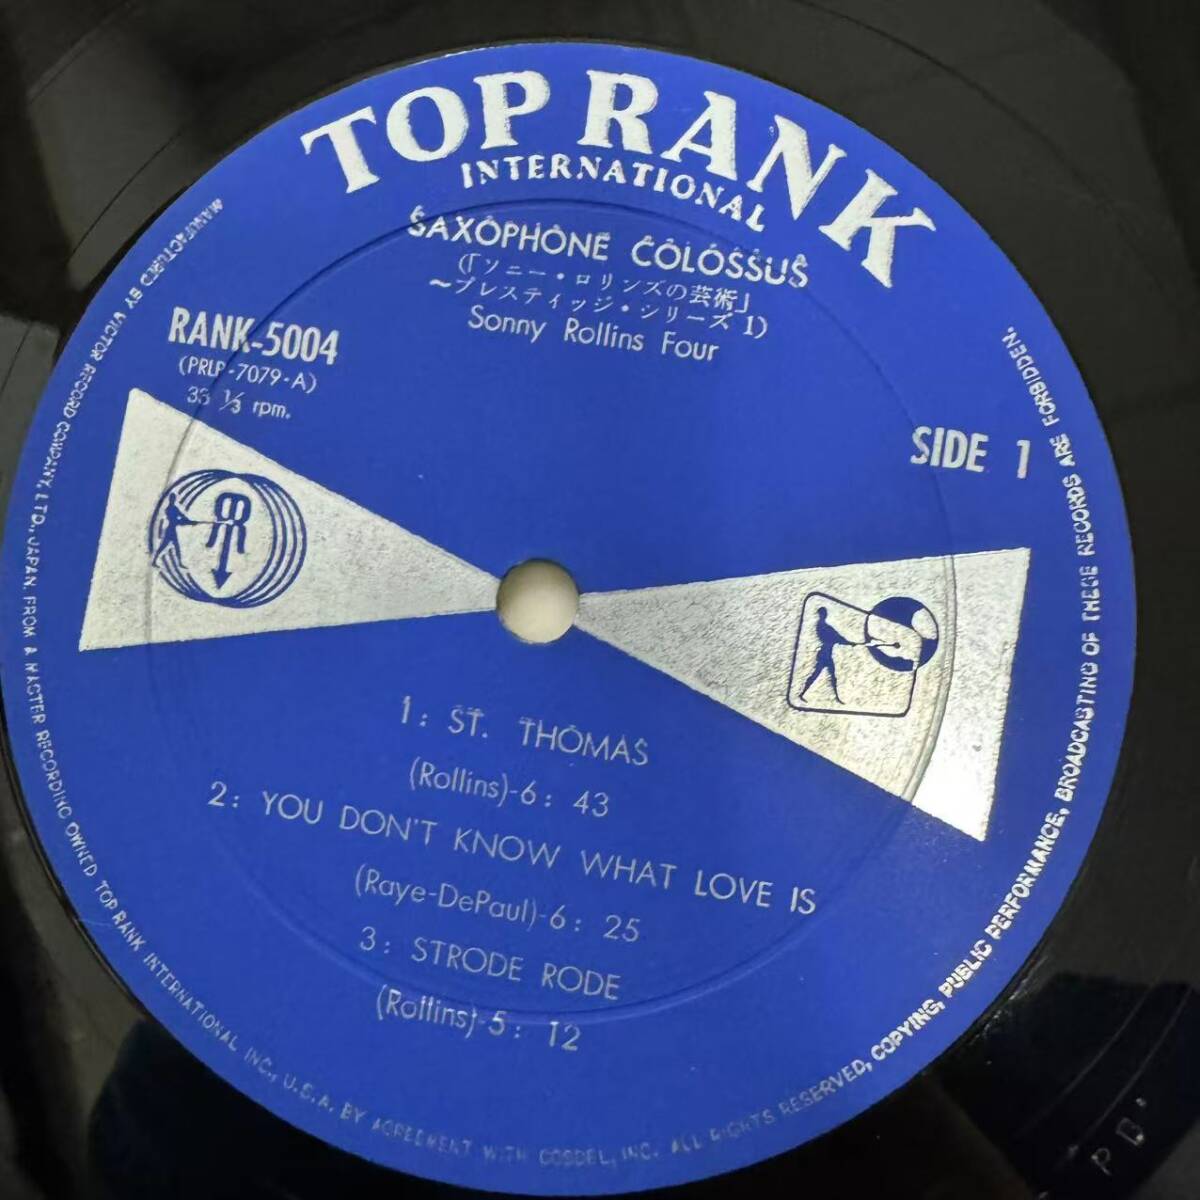 TOP RANK
INTERNATIONAL
SAXOPHONE COLOSSUS
(「ソニー・ロリンズの芸術」
〜プレスティッジ・シリーズ 1)
Sonny Rollins Four
RANK-5004
(PRLP-7079-A)
33 1/3 rpm.
SIDE 1
1: ST. THOMAS
(Rollins)-6: 43
2: YOU DON'T KNOW WHAT LOVE IS
(Raye-DePaul)-6: 25
3: STRODE RODE
(Rollins)-5: 12
MANUFACTURED BY VICTOR RECORD COMPANY, LTD., JAPAN. FROM A MASTER RECORDING OWNED TOP RANK INTERNATIONAL INC., U.S.A. BY AGREEMENT WITH COSDEL, INC. ALL RIGHTS RESERVED, COPYING, PUBLIC PERFORMANCE, BROADCASTING OF THESE RECORDS ARE FORBIDDEN.